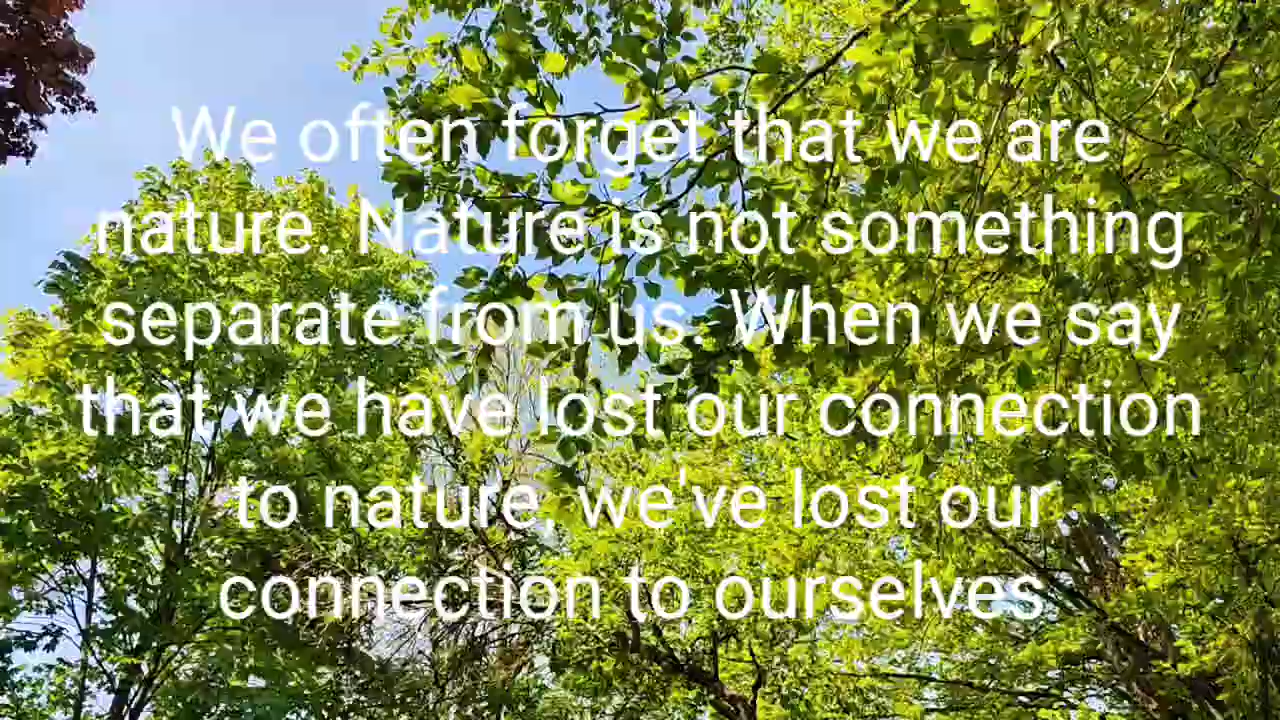 We often forget that we are
nature. Nature is not something
separate from us. When we say
that we have lost our connection
to nature, we've lost our
connection to ourselves